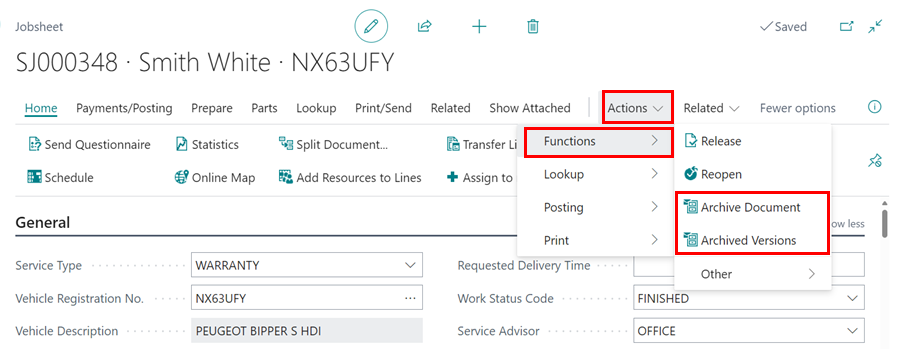 Jobsheet
Saved
SJ000348 · Smith White · NX63UFY
Home Payments/Posting Prepare Parts Lookup Print/Send Related Show Attached Actions Related Fewer options
Send Questionnaire Statistics Split Document... Transfer Li Functions Release
Schedule Online Map Add Resources to Lines Assign to Lookup Reopen
Posting Archive Document
General Print Archived Versions ow less
Service Type WARRANTY Requested Delivery Time Other
Vehicle Registration No. NX63UFY ... Work Status Code FINISHED
Vehicle Description PEUGEOT BIPPER S HDI Service Advisor OFFICE